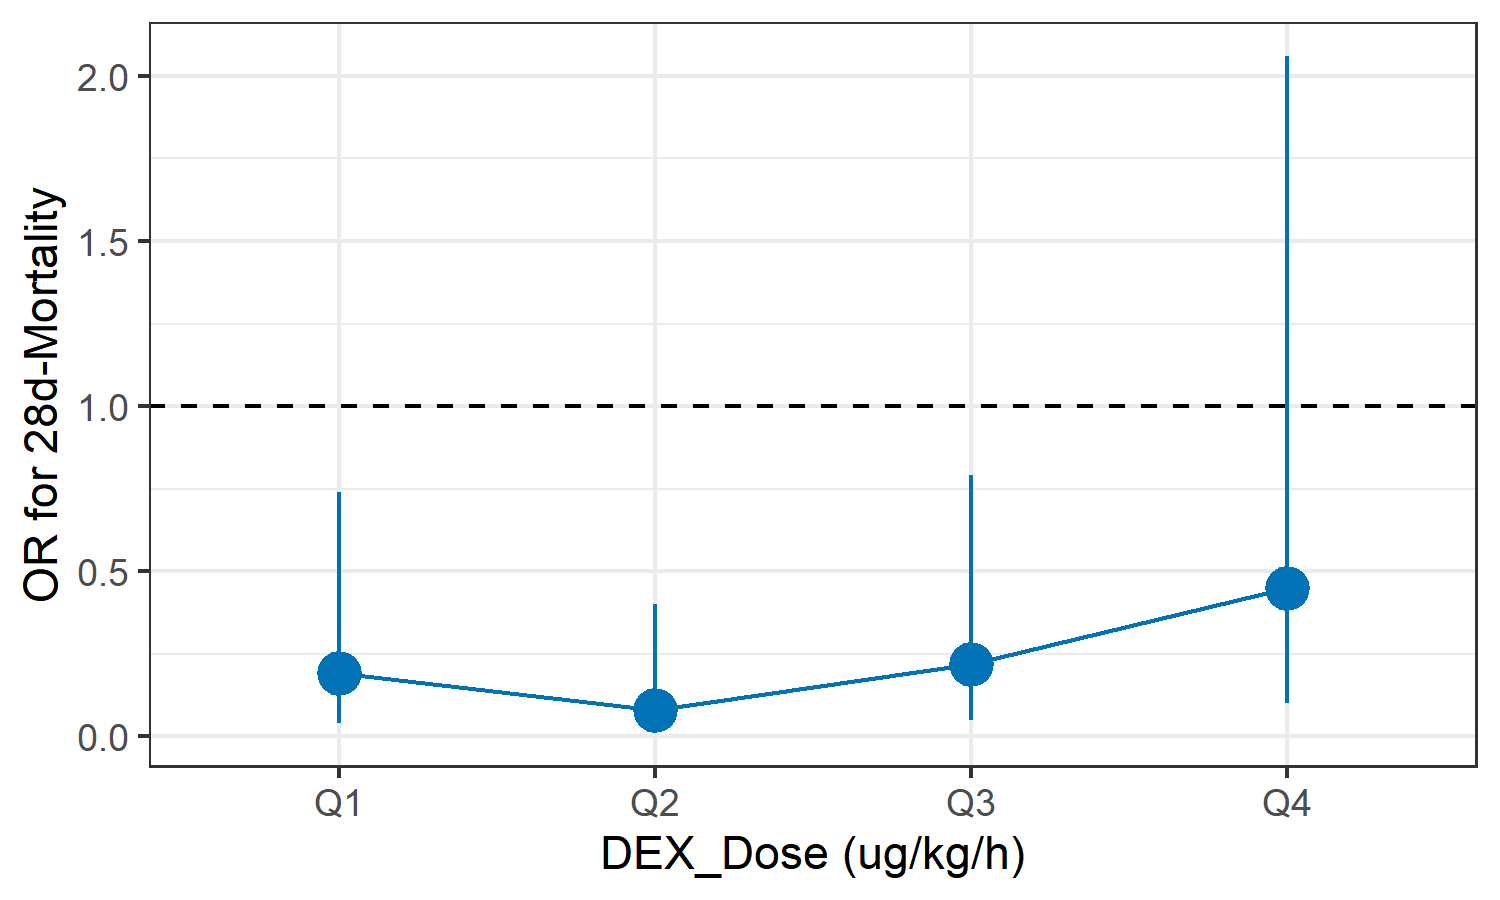 OR for 28d-Mortality
2.0
1.5
1.0
0.5
0.0
Q1 Q2 Q3 Q4
DEX_Dose (ug/kg/h)